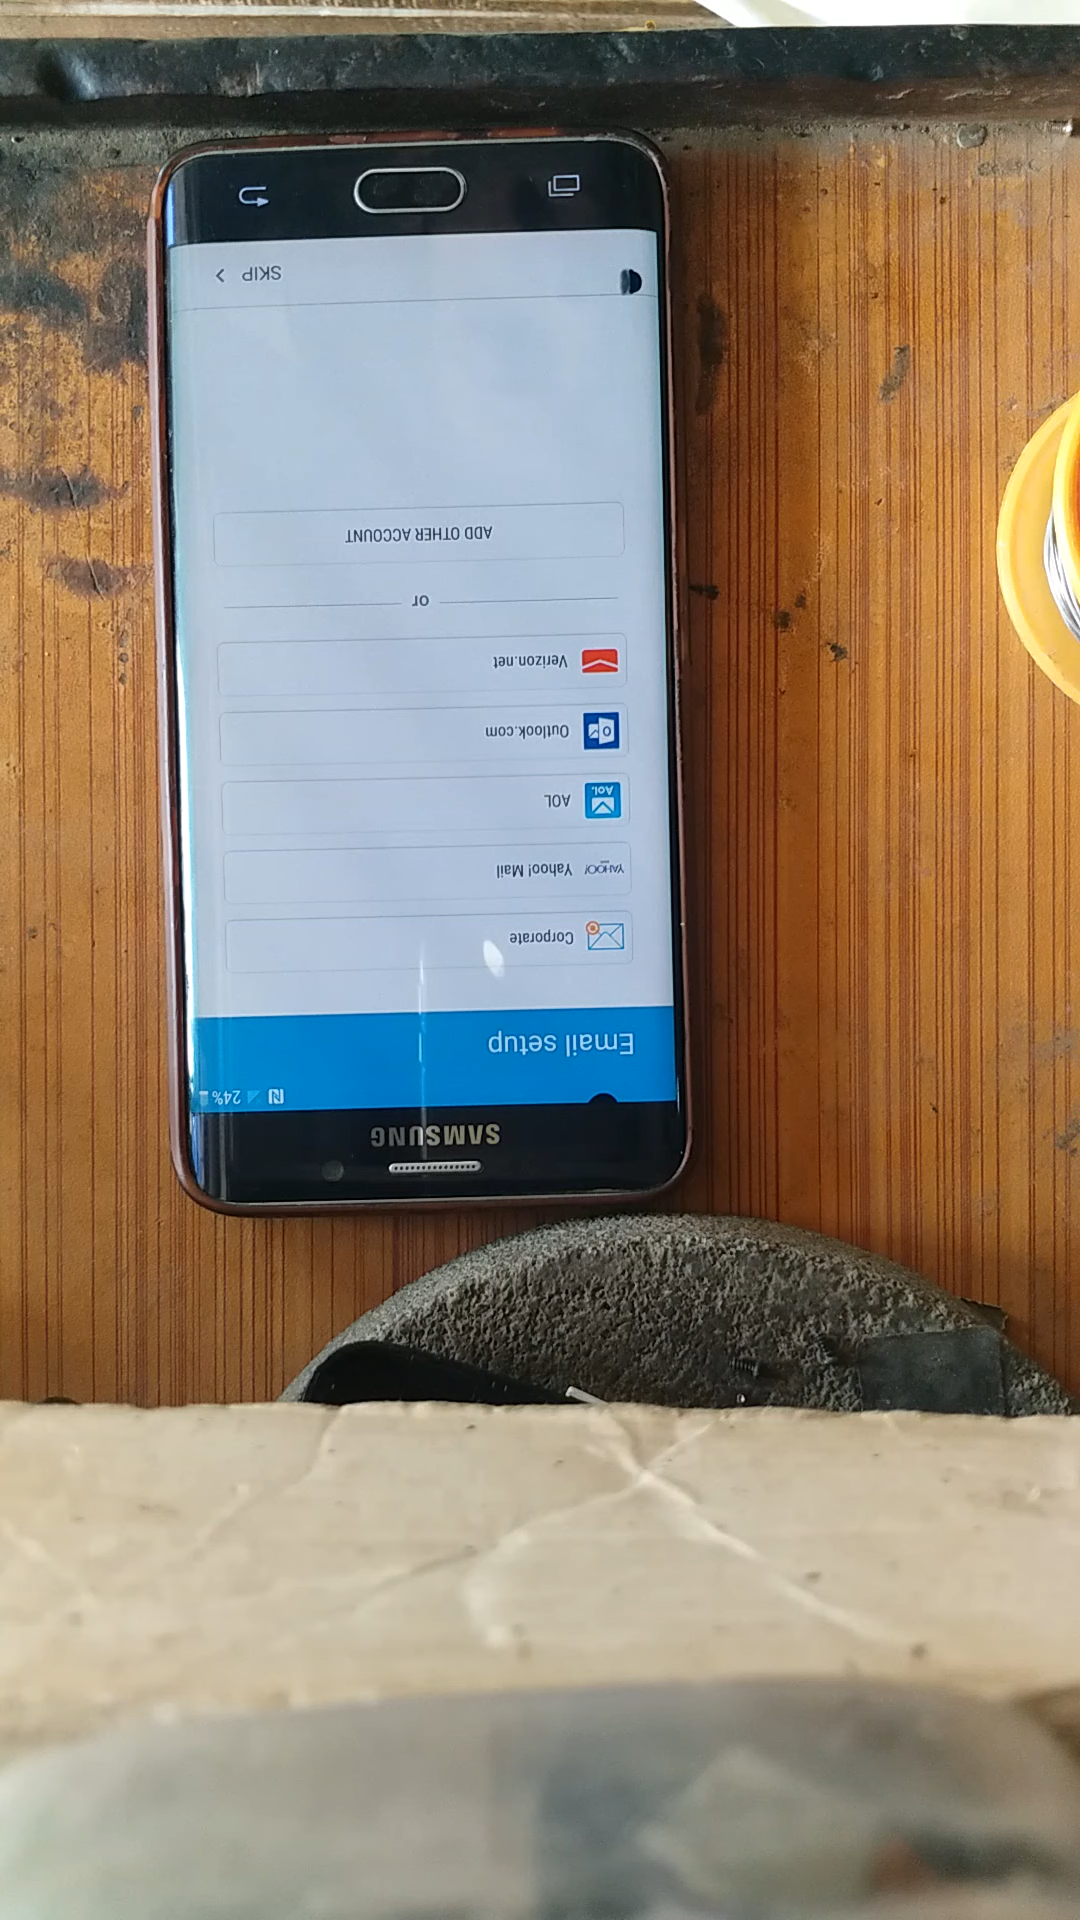 SAMSUNG
24%
Email setup
Corporate
YAHOO! Yahoo! Mail
Aol. AOL
Outlook.com
Verizon.net
or
ADD OTHER ACCOUNT
SKIP >